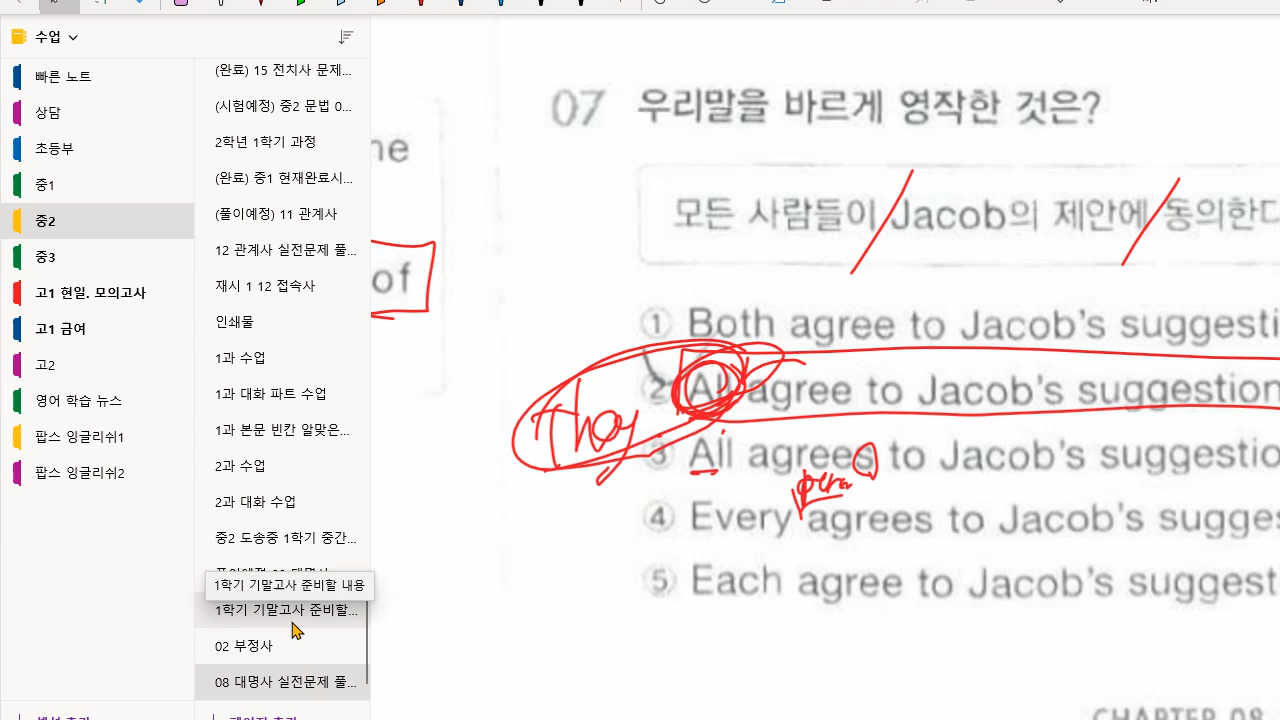 수업
빠른 노트
상담
초등부
중1
중2
중3
고1 현일. 모의고사
고1 금여
고2
영어 학습 뉴스
팝스 잉글리쉬1
팝스 잉글리쉬2
(완료) 15 전치사 문제...
(시험예정) 중2 문법 0...
2학년 1학기 과정
(완료) 중1 현재완료시...
(풀이예정) 11 관계사
12 관계사 실전문제 풀...
재시 1 12 접속사
인쇄물
1과 수업
1과 대화 파트 수업
1과 본문 빈칸 알맞은...
2과 수업
2과 대화 수업
중2 도송중 1학기 중간...
1학기 기말고사 준비할 내용
1학기 기말고사 준비할...
02 부정사
08 대명사 실전문제 풀...
of
07 우리말을 바르게 영작한 것은?
모든 사람들이 Jacob의 제안에 동의한다
① Both agree to Jacob's suggesti
② All agree to Jacob's suggestion
They
③ All agrees to Jacob's suggestio
④ Every agrees to Jacob's sugges
⑤ Each agree to Jacob's suggest
CHAPTER 08